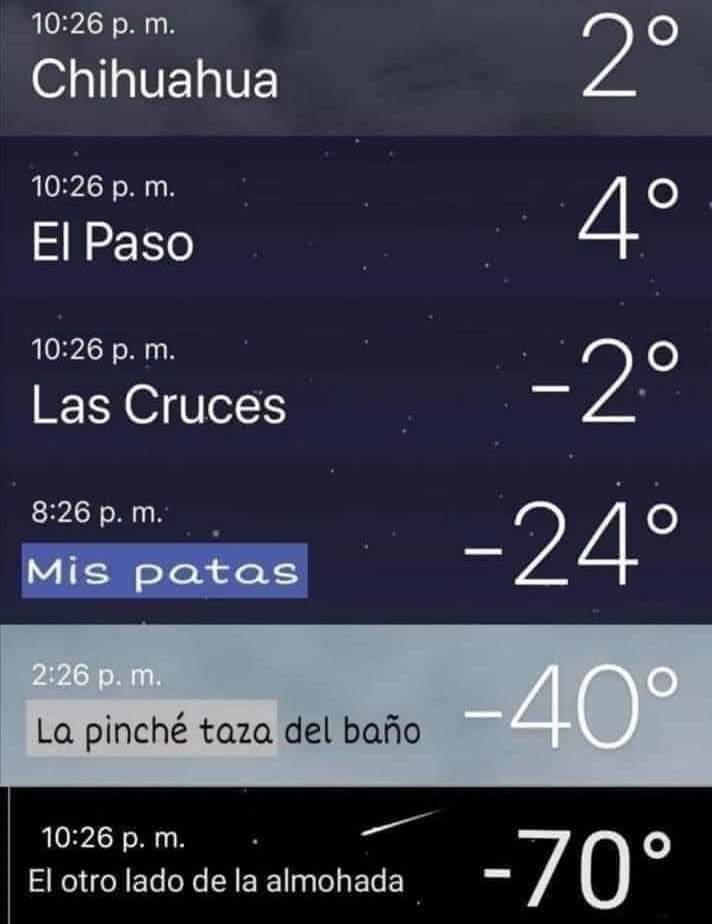 10:26 p. m.
Chihuahua
2°
10:26 p. m.
El Paso
4°
10:26 p. m.
Las Cruces
-2°
8:26 p. m.
Mis patas
-24°
2:26 p. m.
La pinché taza del baño
-40°
10:26 p. m.
El otro lado de la almohada
-70°